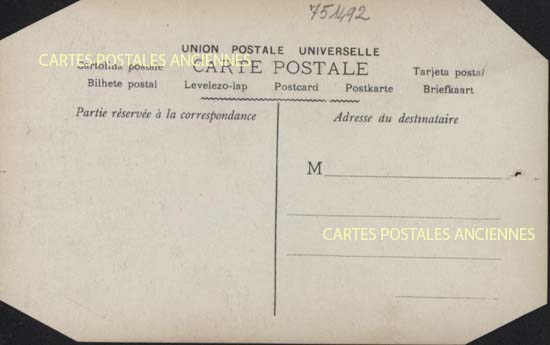 751492
UNION POSTALE UNIVERSELLE
CARTES POSTALES ANCIENNES
Cartolina postale CARTE POSTALE Tarjeta postal
Bilhete postal Levelezo-lap Postcard Postkarte Briefkaart
Partie réservée à la correspondance
Adresse du destinataire
M
CARTES POSTALES ANCIENNES